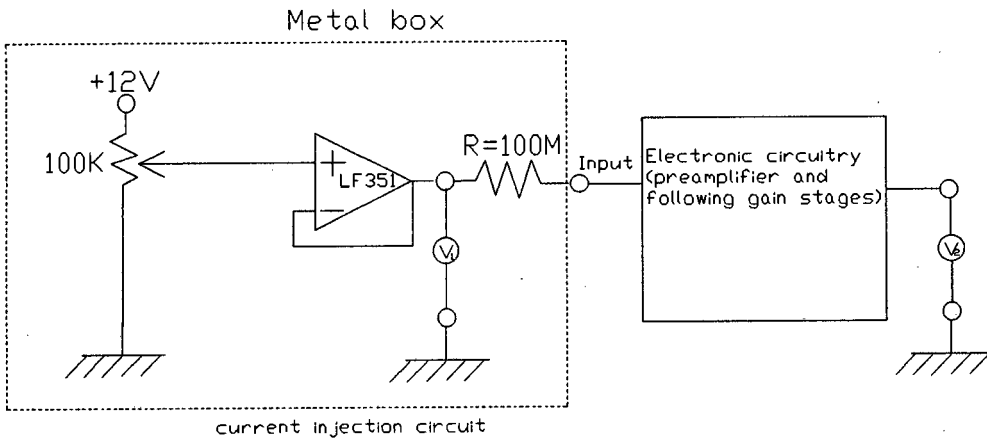 Metal box
+12V
100K
+
LF351
−
V1
R=100M
Input
Electronic circuitry
(preamplifier and
following gain stages)
V2
current injection circuit